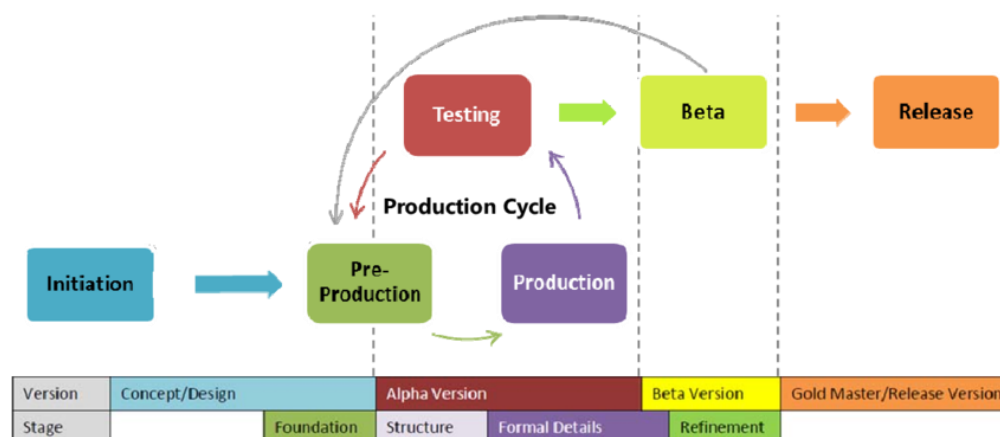 Testing
Beta
Release
Production Cycle
Initiation
Pre-
Production
Production
Version
Concept/Design
Alpha Version
Beta Version
Gold Master/Release Version
Stage
Foundation
Structure
Formal Details
Refinement